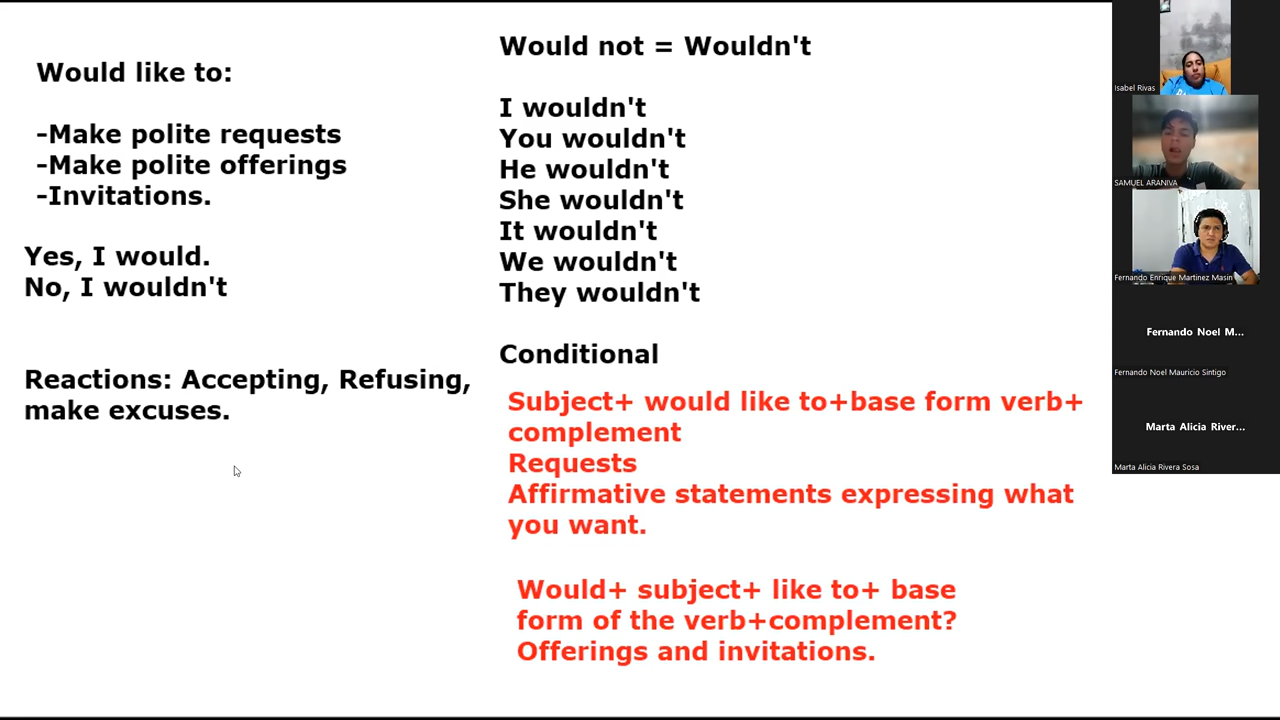 Would like to:
-Make polite requests
-Make polite offerings
-Invitations.
Yes, I would.
No, I wouldn't
Reactions: Accepting, Refusing,
make excuses.
Would not = Wouldn't
I wouldn't
You wouldn't
He wouldn't
She wouldn't
It wouldn't
We wouldn't
They wouldn't
Conditional
Subject+ would like to+base form verb+
complement
Requests
Affirmative statements expressing what
you want.
Would+ subject+ like to+ base
form of the verb+complement?
Offerings and invitations.
Isabel Rivas
SAMUEL ARANIVA
Fernando Enrique Martinez Masin
Fernando Noel M...
Fernando Noel Mauricio Sintigo
Marta Alicia River...
Marta Alicia Rivera Sosa